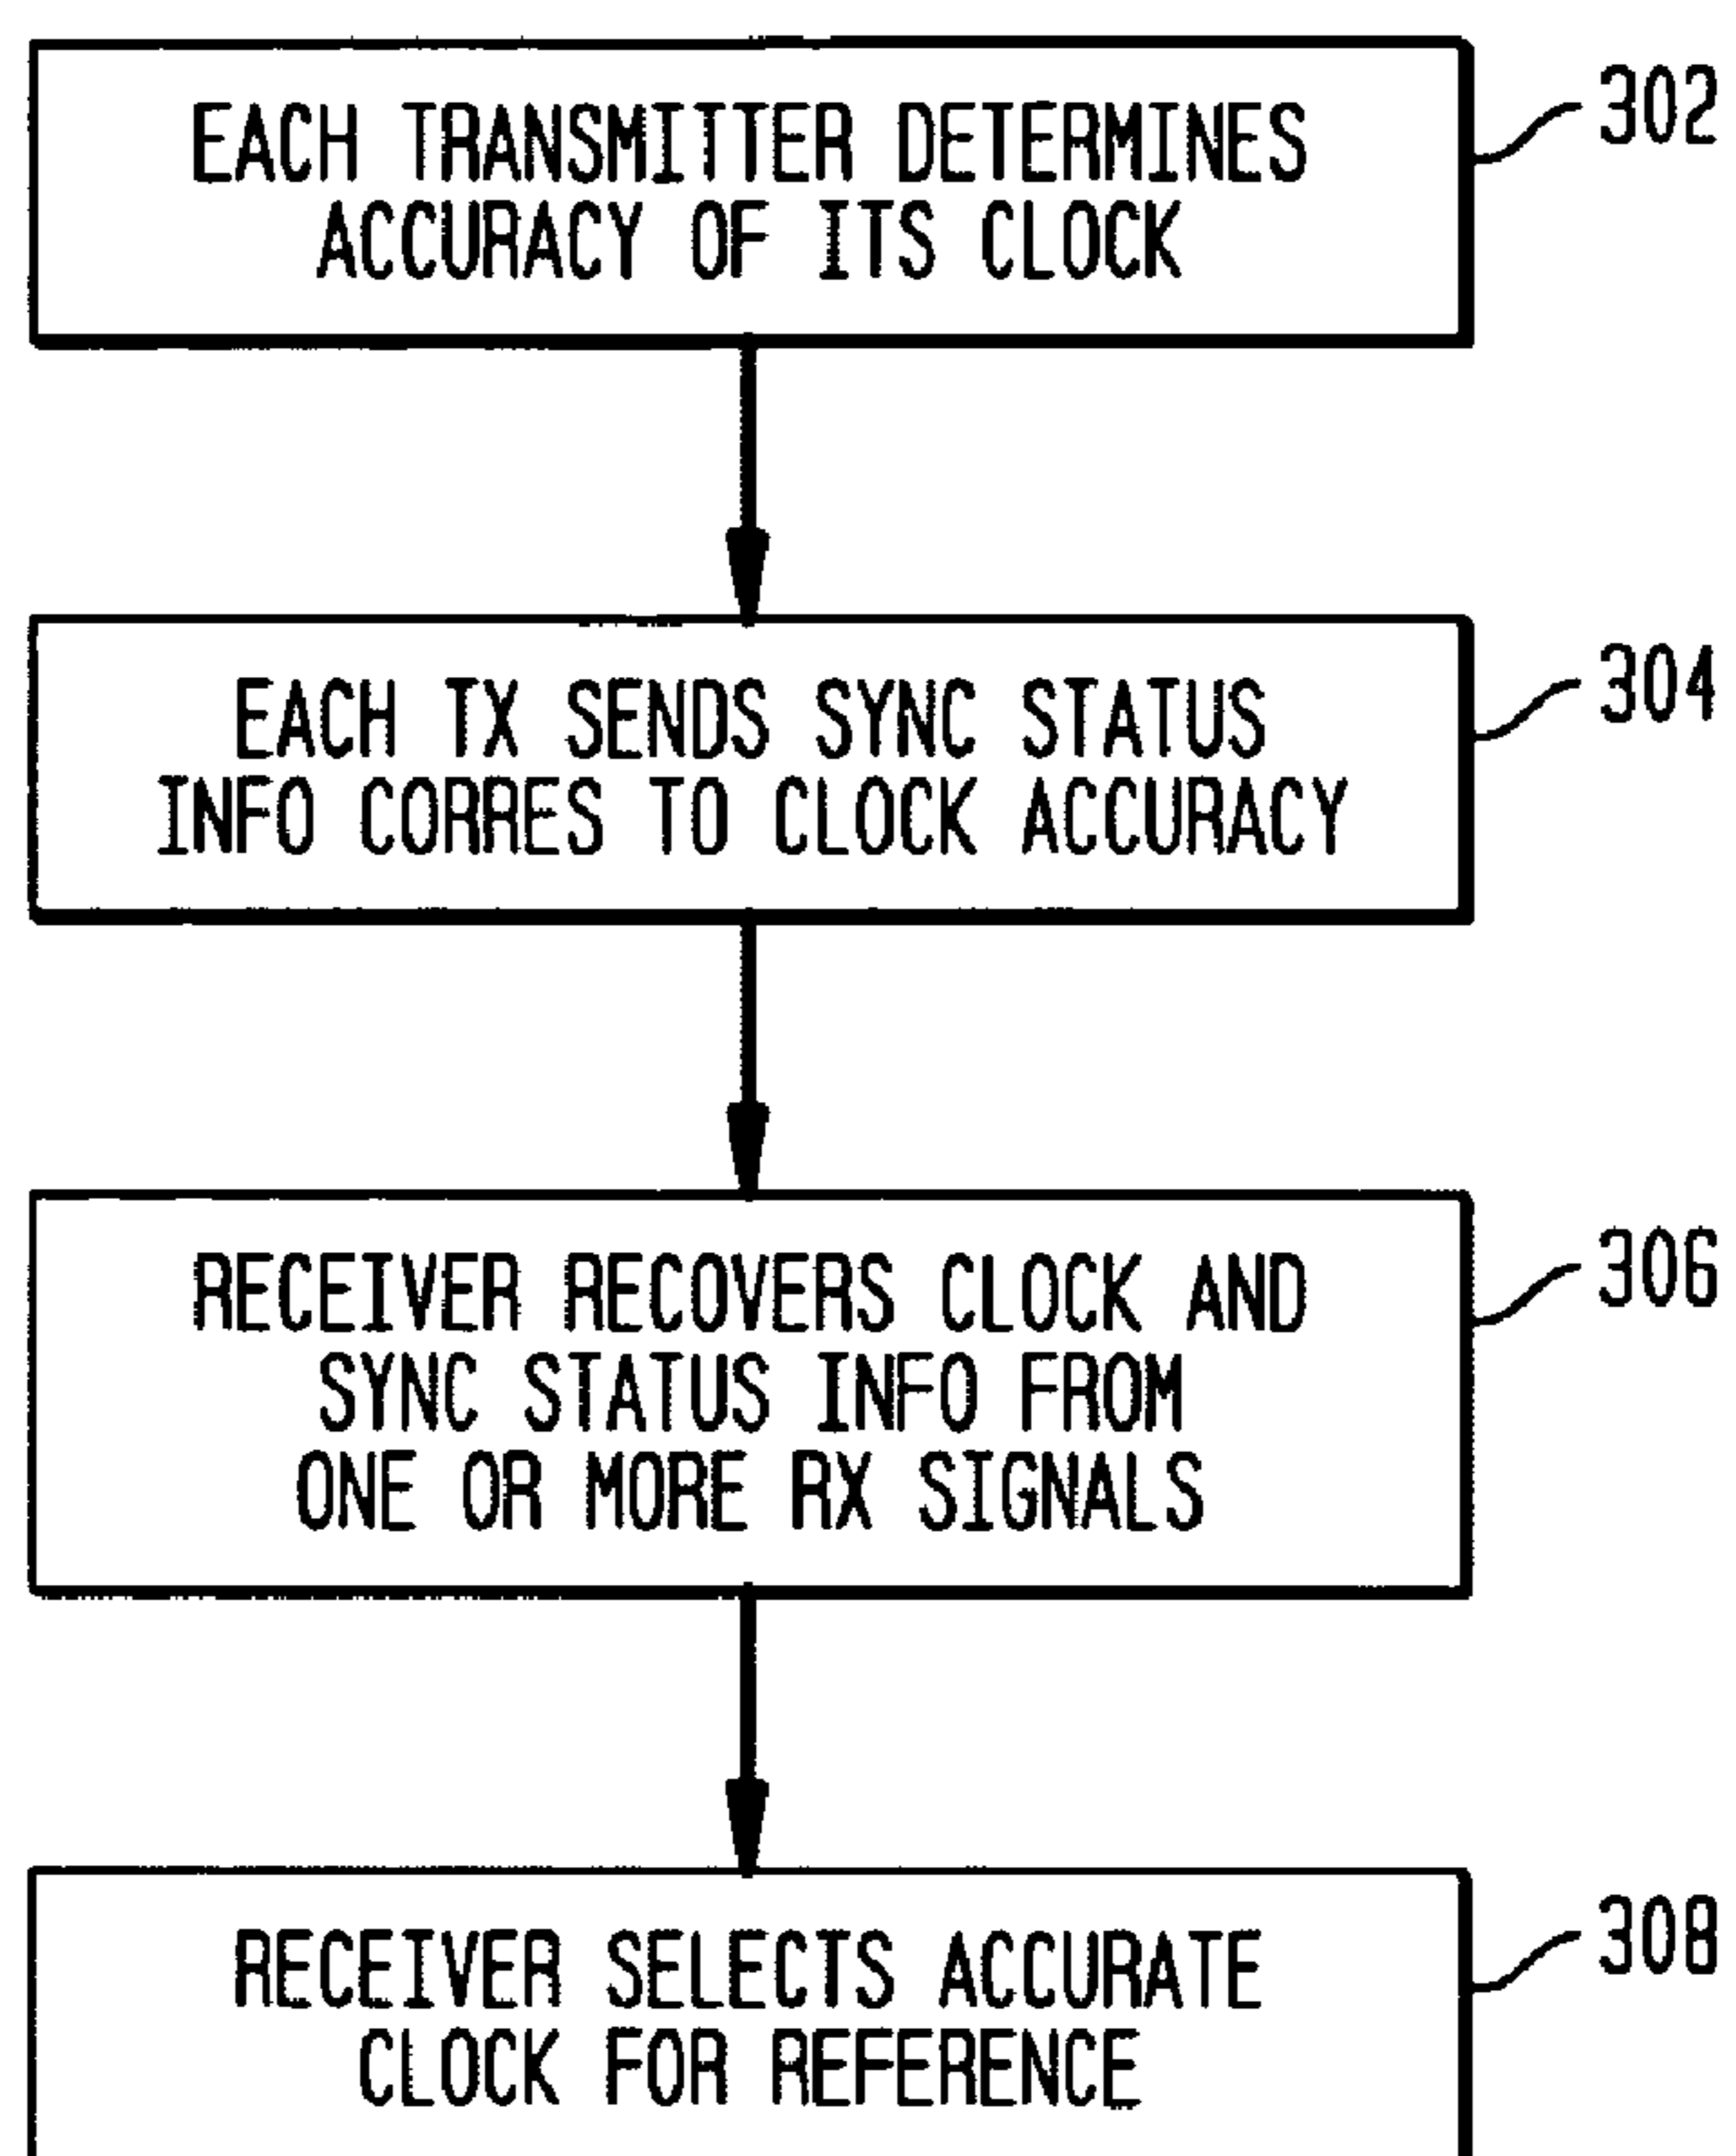 EACH TRANSMITTER DETERMINES
ACCURACY OF ITS CLOCK
302
EACH TX SENDS SYNC STATUS
INFO CORRES TO CLOCK ACCURACY
304
RECEIVER RECOVERS CLOCK AND
SYNC STATUS INFO FROM
ONE OR MORE RX SIGNALS
306
RECEIVER SELECTS ACCURATE
CLOCK FOR REFERENCE
308